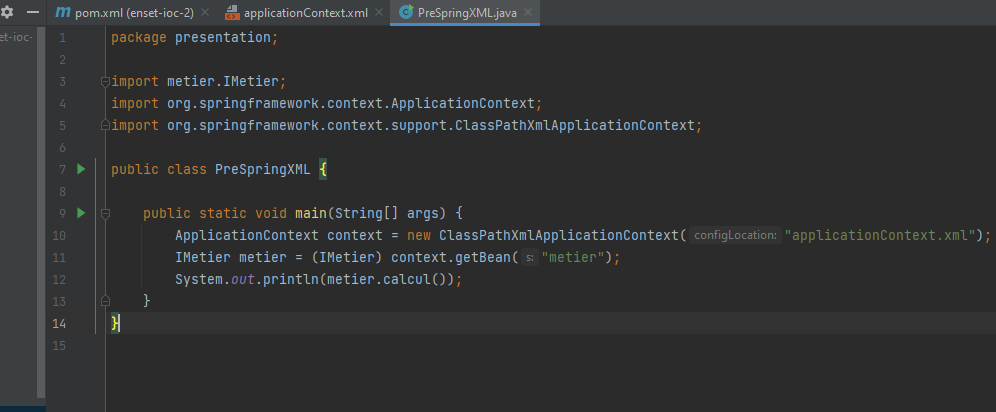 pom.xml (enset-ioc-2) applicationContext.xml PreSpringXML.java
et-ioc-
1 package presentation;
2
3 import metier.IMetier;
4 import org.springframework.context.ApplicationContext;
5 import org.springframework.context.support.ClassPathXmlApplicationContext;
6
7 public class PreSpringXML {
8
9 public static void main(String[] args) {
10 ApplicationContext context = new ClassPathXmlApplicationContext( configLocation: "applicationContext.xml");
11 IMetier metier = (IMetier) context.getBean( s: "metier");
12 System.out.println(metier.calcul());
13 }
14 }
15